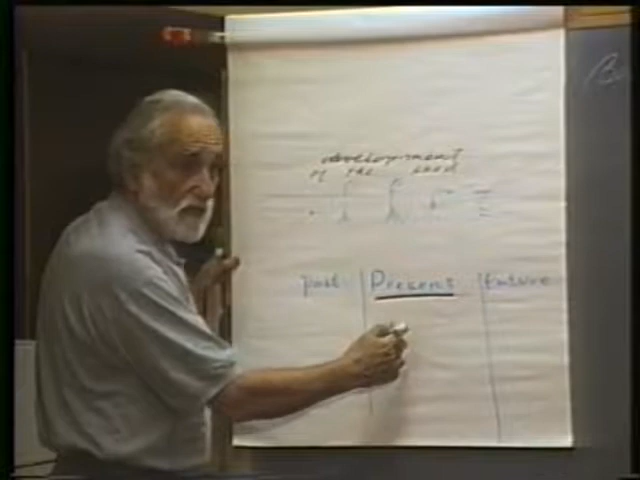 development
of the seed
past Present future